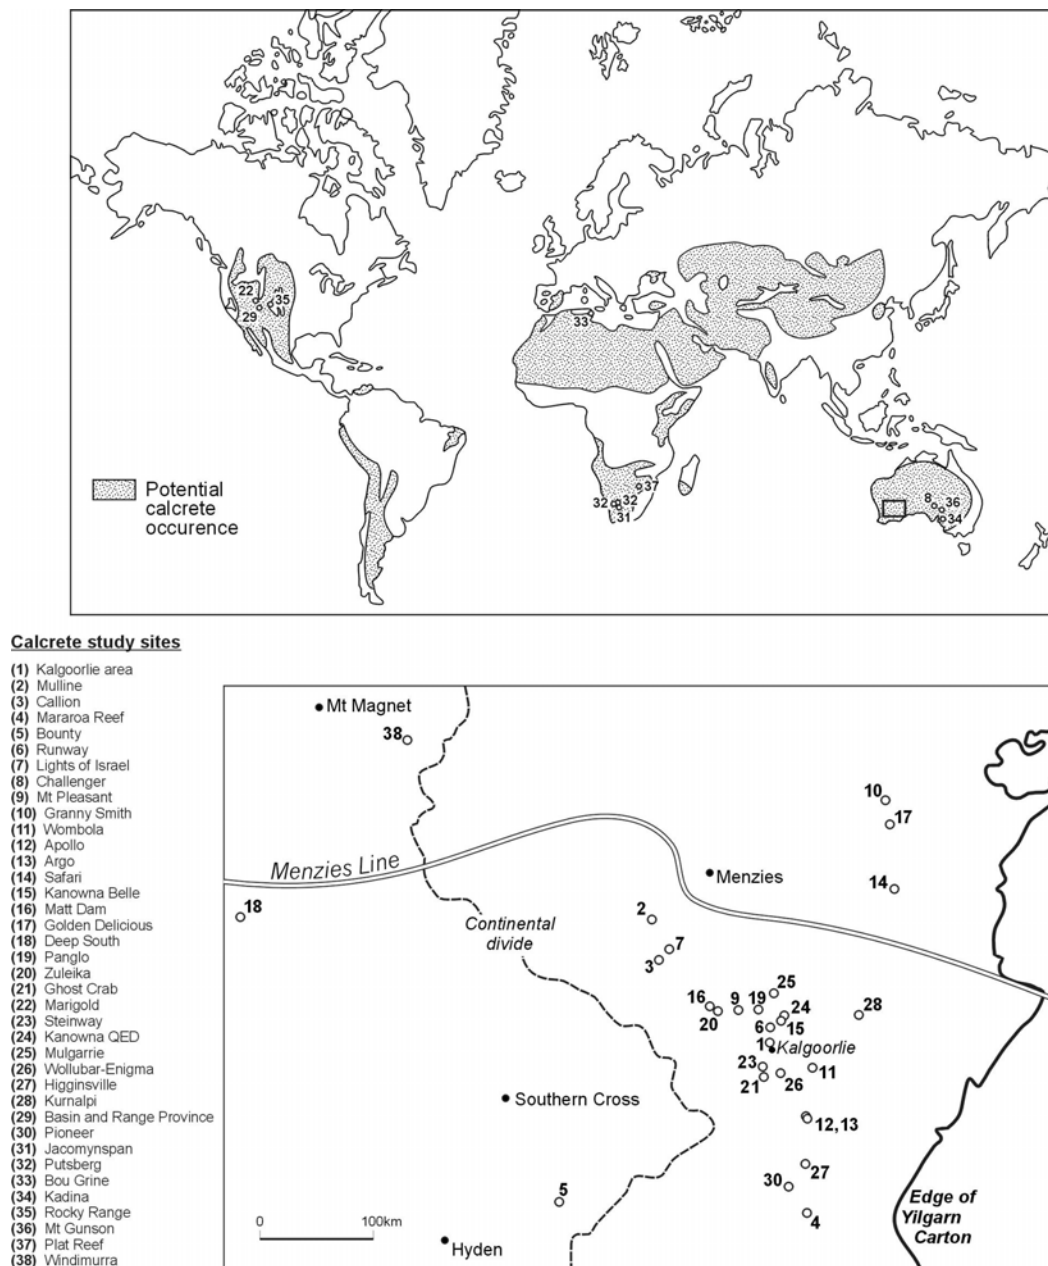 22
35
29
33
37
32
32
31
8
36
34
Potential
calcrete
occurence
Calcrete study sites
(1) Kalgoorlie area
(2) Mulline
(3) Callion
(4) Mararoa Reef
(5) Bounty
(6) Runway
(7) Lights of Israel
(8) Challenger
(9) Mt Pleasant
(10) Granny Smith
(11) Wombola
(12) Apollo
(13) Argo
(14) Safari
(15) Kanowna Belle
(16) Matt Dam
(17) Golden Delicious
(18) Deep South
(19) Panglo
(20) Zuleika
(21) Ghost Crab
(22) Marigold
(23) Steinway
(24) Kanowna QED
(25) Mulgarrie
(26) Wollubar-Enigma
(27) Higginsville
(28) Kurnalpi
(29) Basin and Range Province
(30) Pioneer
(31) Jacomynspan
(32) Putsberg
(33) Bou Grine
(34) Kadina
(35) Rocky Range
(36) Mt Gunson
(37) Plat Reef
(38) Windimurra
Mt Magnet
38
10
17
Menzies Line
Menzies
14
18
2
Continental
divide
7
3
25
16
9
19
24
28
20
6
15
1
Kalgoorlie
23
11
21
26
Southern Cross
12,13
27
30
5
4
Edge of
Yilgarn
Carton
0
100km
Hyden